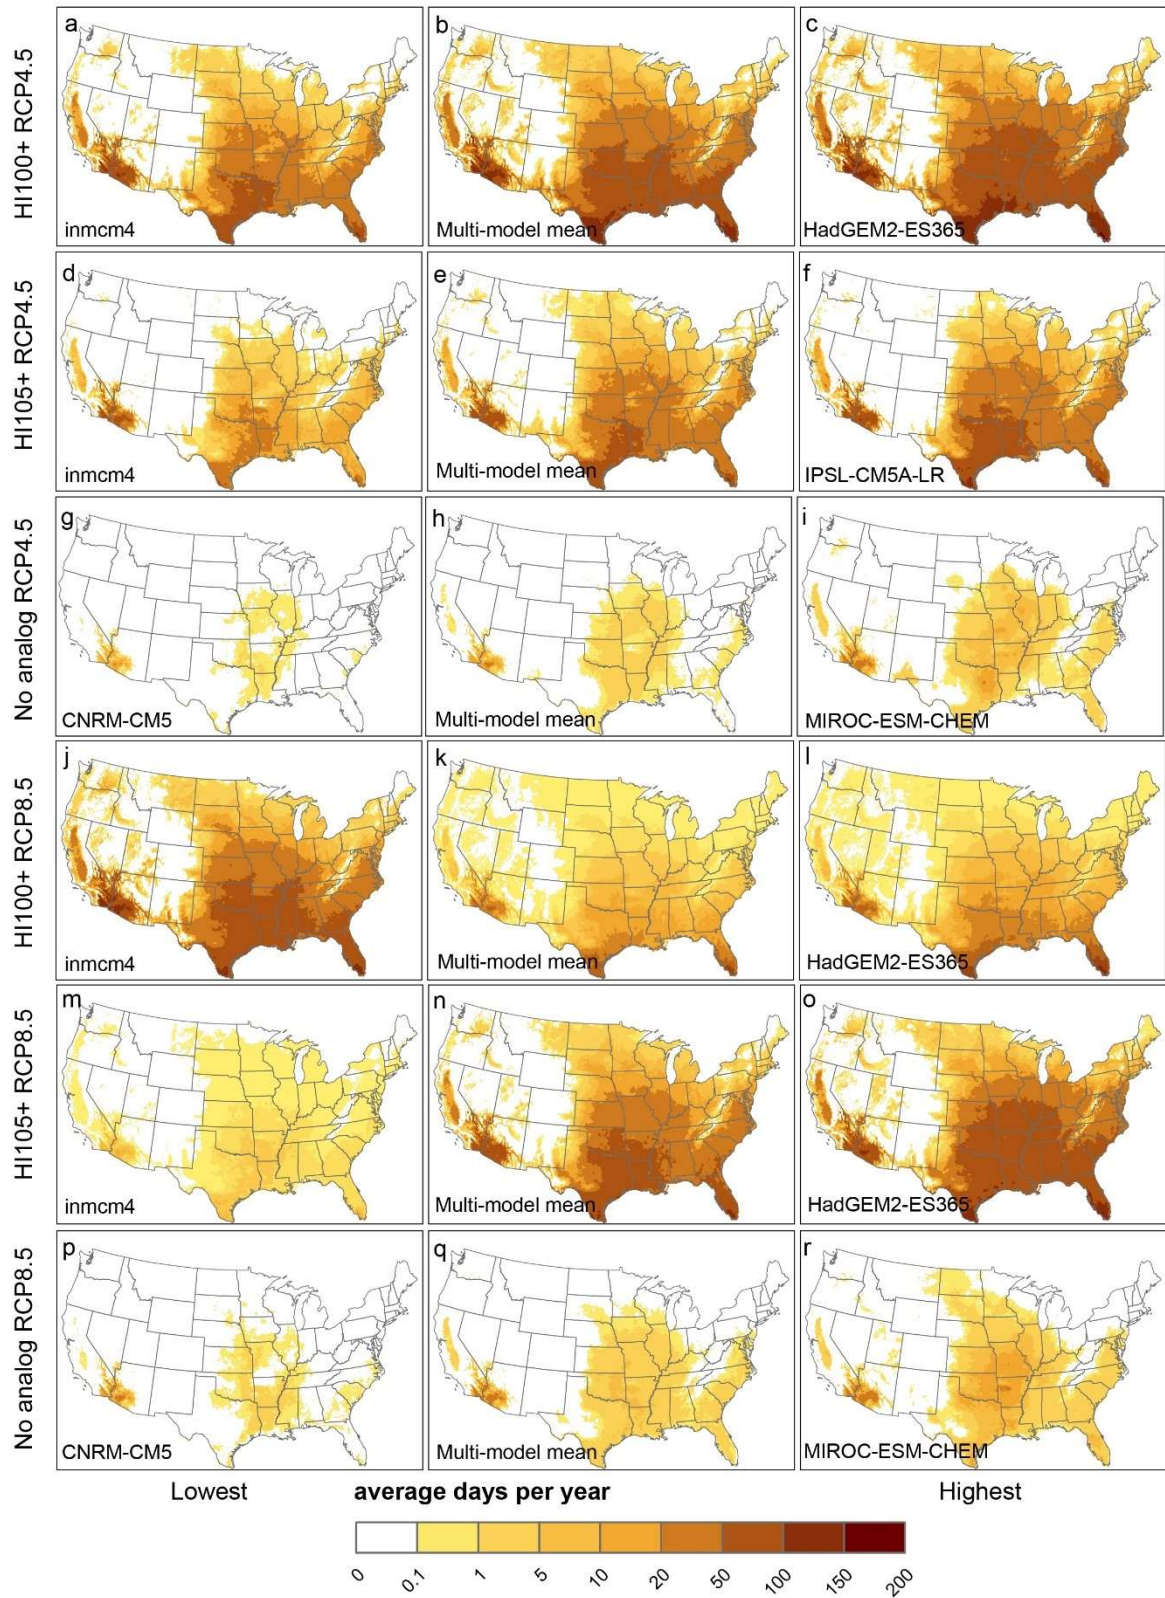 HI100+ RCP4.5
a
inmcm4
b
Multi-model mean
c
HadGEM2-ES365
HI105+ RCP4.5
d
inmcm4
e
Multi-model mean
f
IPSL-CM5A-LR
No analog RCP4.5
g
CNRM-CM5
h
Multi-model mean
i
MIROC-ESM-CHEM
HI100+ RCP8.5
j
inmcm4
k
Multi-model mean
l
HadGEM2-ES365
HI105+ RCP8.5
m
inmcm4
n
Multi-model mean
o
HadGEM2-ES365
No analog RCP8.5
p
CNRM-CM5
q
Multi-model mean
r
MIROC-ESM-CHEM
Lowest average days per year Highest
0 0.1 1 5 10 20 50 100 150 200